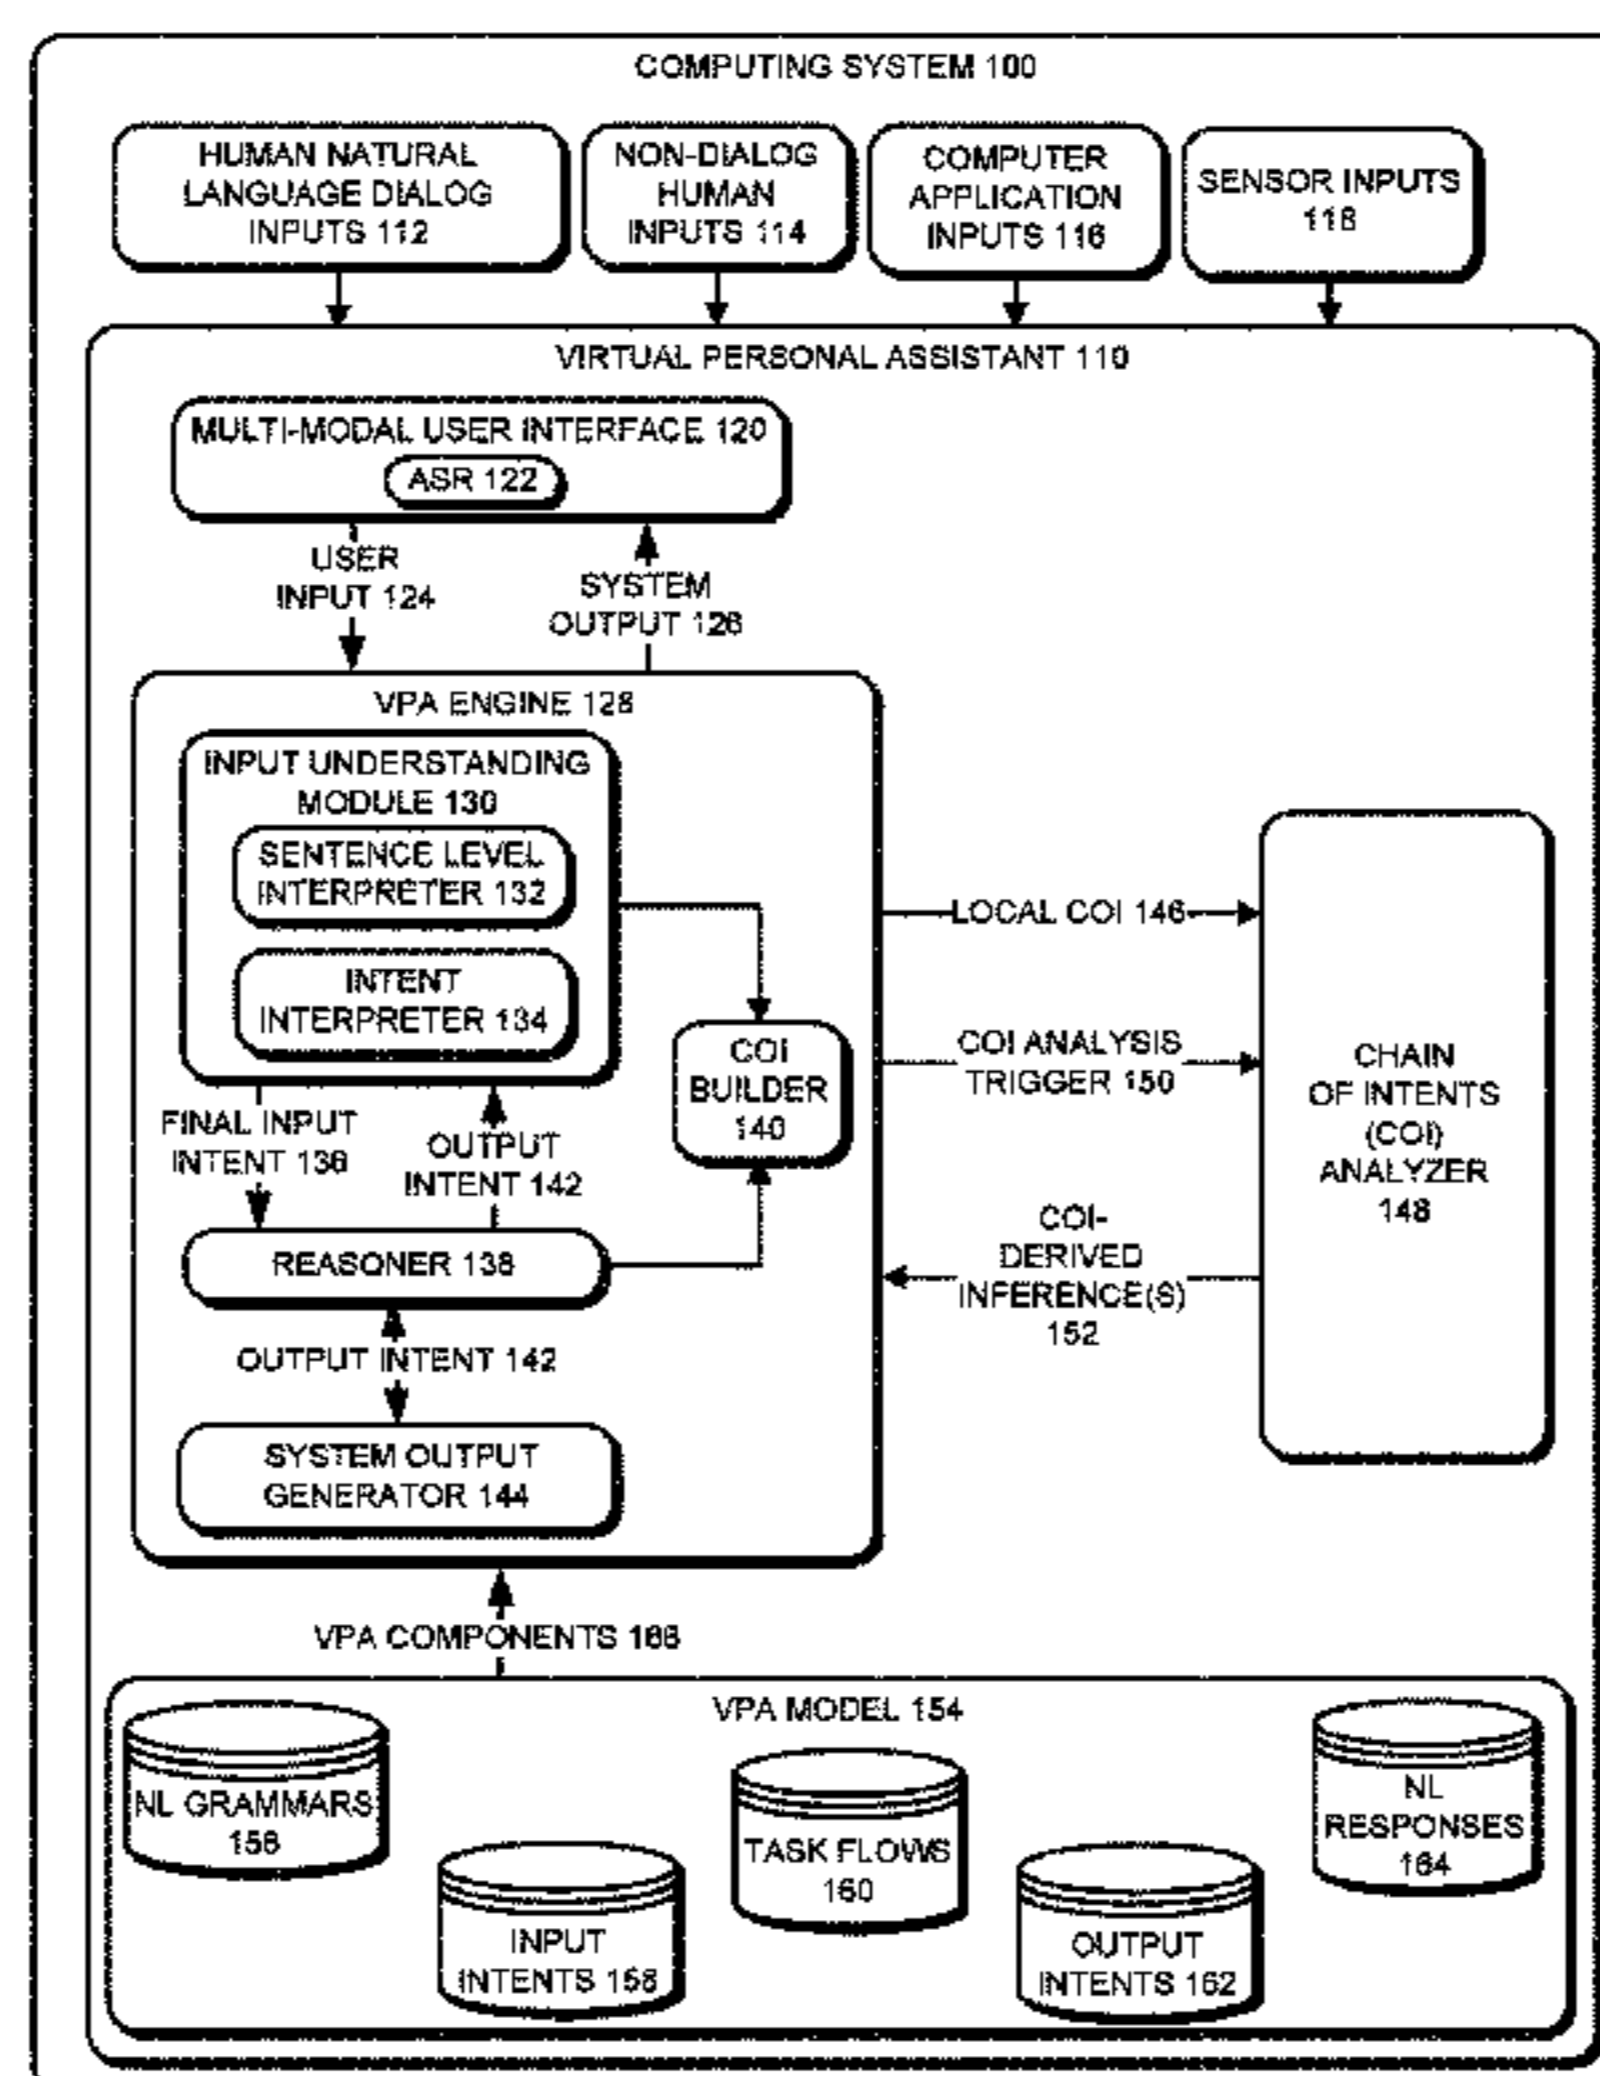 COMPUTING SYSTEM 100
HUMAN NATURAL
LANGUAGE DIALOG
INPUTS 112
NON-DIALOG
HUMAN
INPUTS 114
COMPUTER
APPLICATION
INPUTS 116
SENSOR INPUTS
118
VIRTUAL PERSONAL ASSISTANT 110
MULTI-MODAL USER INTERFACE 120
ASR 122
USER
INPUT 124
SYSTEM
OUTPUT 126
VPA ENGINE 128
INPUT UNDERSTANDING
MODULE 130
SENTENCE LEVEL
INTERPRETER 132
INTENT
INTERPRETER 134
COI
BUILDER
140
FINAL INPUT
INTENT 136
OUTPUT
INTENT 142
REASONER 138
OUTPUT INTENT 142
SYSTEM OUTPUT
GENERATOR 144
LOCAL COI 146
COI ANALYSIS
TRIGGER 150
COI-
DERIVED
INFERENCE(S)
152
CHAIN
OF INTENTS
(COI)
ANALYZER
148
VPA COMPONENTS 166
VPA MODEL 154
NL GRAMMARS
156
INPUT
INTENTS 158
TASK FLOWS
160
OUTPUT
INTENTS 162
NL
RESPONSES
164